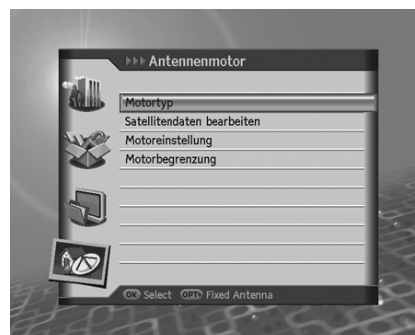 Antennenmotor
Motortyp
Satellitendaten bearbeiten
Motoreinstellung
Motorbegrenzung
OK Select OPT+ Fixed Antenna